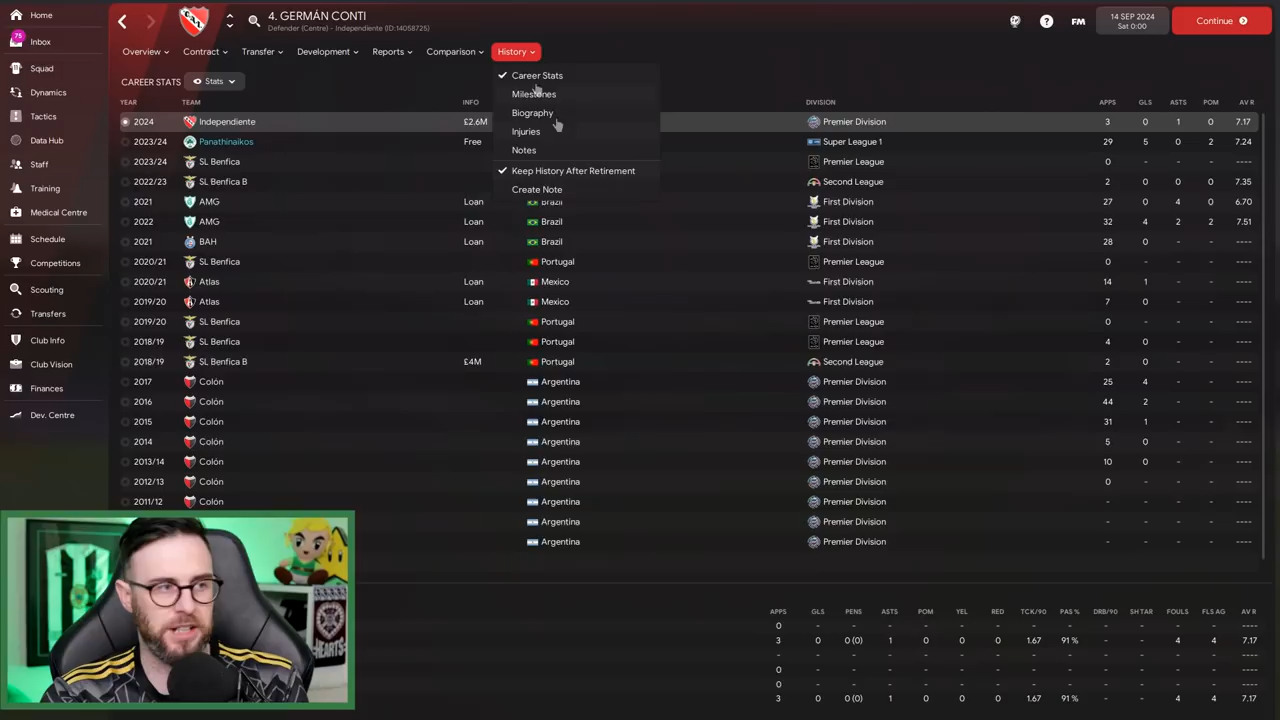 Home
75
Inbox
Squad
Dynamics
Tactics
Data Hub
Staff
Training
Medical Centre
Schedule
Competitions
Scouting
Transfers
Club Info
Club Vision
Finances
Dev. Centre
4. GERMÁN CONTI
Defender (Centre) - Independiente (ID:14058725)
FM
14 SEP 2024
Sat 0:00
Continue
Overview Contract Transfer Development Reports Comparison History
CAREER STATS Stats
Career Stats
Milestones
Biography
Injuries
Notes
Keep History After Retirement
Create Note
YEAR TEAM INFO DIVISION APPS GLS ASTS POM AV R
2024 Independiente £2.6M Premier Division 3 0 1 0 7.17
2023/24 Panathinaikos Free Super League 1 29 5 0 2 7.24
2023/24 SL Benfica Premier League 0 - - - ----
2022/23 SL Benfica B Second League 2 0 0 0 7.35
2021 AMG Loan Brazil First Division 27 0 4 0 6.70
2022 AMG Loan Brazil First Division 32 4 2 2 7.51
2021 BAH Loan Brazil First Division 28 0 - - ----
2020/21 SL Benfica Portugal Premier League 0 - - - ----
2020/21 Atlas Loan Mexico First Division 14 1 - - ----
2019/20 Atlas Loan Mexico First Division 7 0 - - ----
2019/20 SL Benfica Portugal Premier League 0 - - - ----
2018/19 SL Benfica Portugal Premier League 4 0 - - ----
2018/19 SL Benfica B £4M Portugal Second League 2 0 - - ----
2017 Colón Argentina Premier Division 25 4 - - ----
2016 Colón Argentina Premier Division 44 2 - - ----
2015 Colón Argentina Premier Division 31 1 - - ----
2014 Colón Argentina Premier Division 5 0 - - ----
2013/14 Colón Argentina Premier Division 10 0 - - ----
2012/13 Colón Argentina Premier Division 0 - - - ----
2011/12 Colón Argentina Premier Division - - - - ----
Argentina Premier Division - - - - ----
Argentina Premier Division - - - - ----
APPS GLS PENS ASTS POM YEL RED TCK/90 PAS % DRB/90 SH TAR FOULS FLS AG AV R
0 ----
3 0 0 (0) 1 0 0 0 1.67 91 % - - 4 4 7.17
- ----
0 ----
0 ----
3 0 0 (0) 1 0 0 0 1.67 91 % - - 4 4 7.17